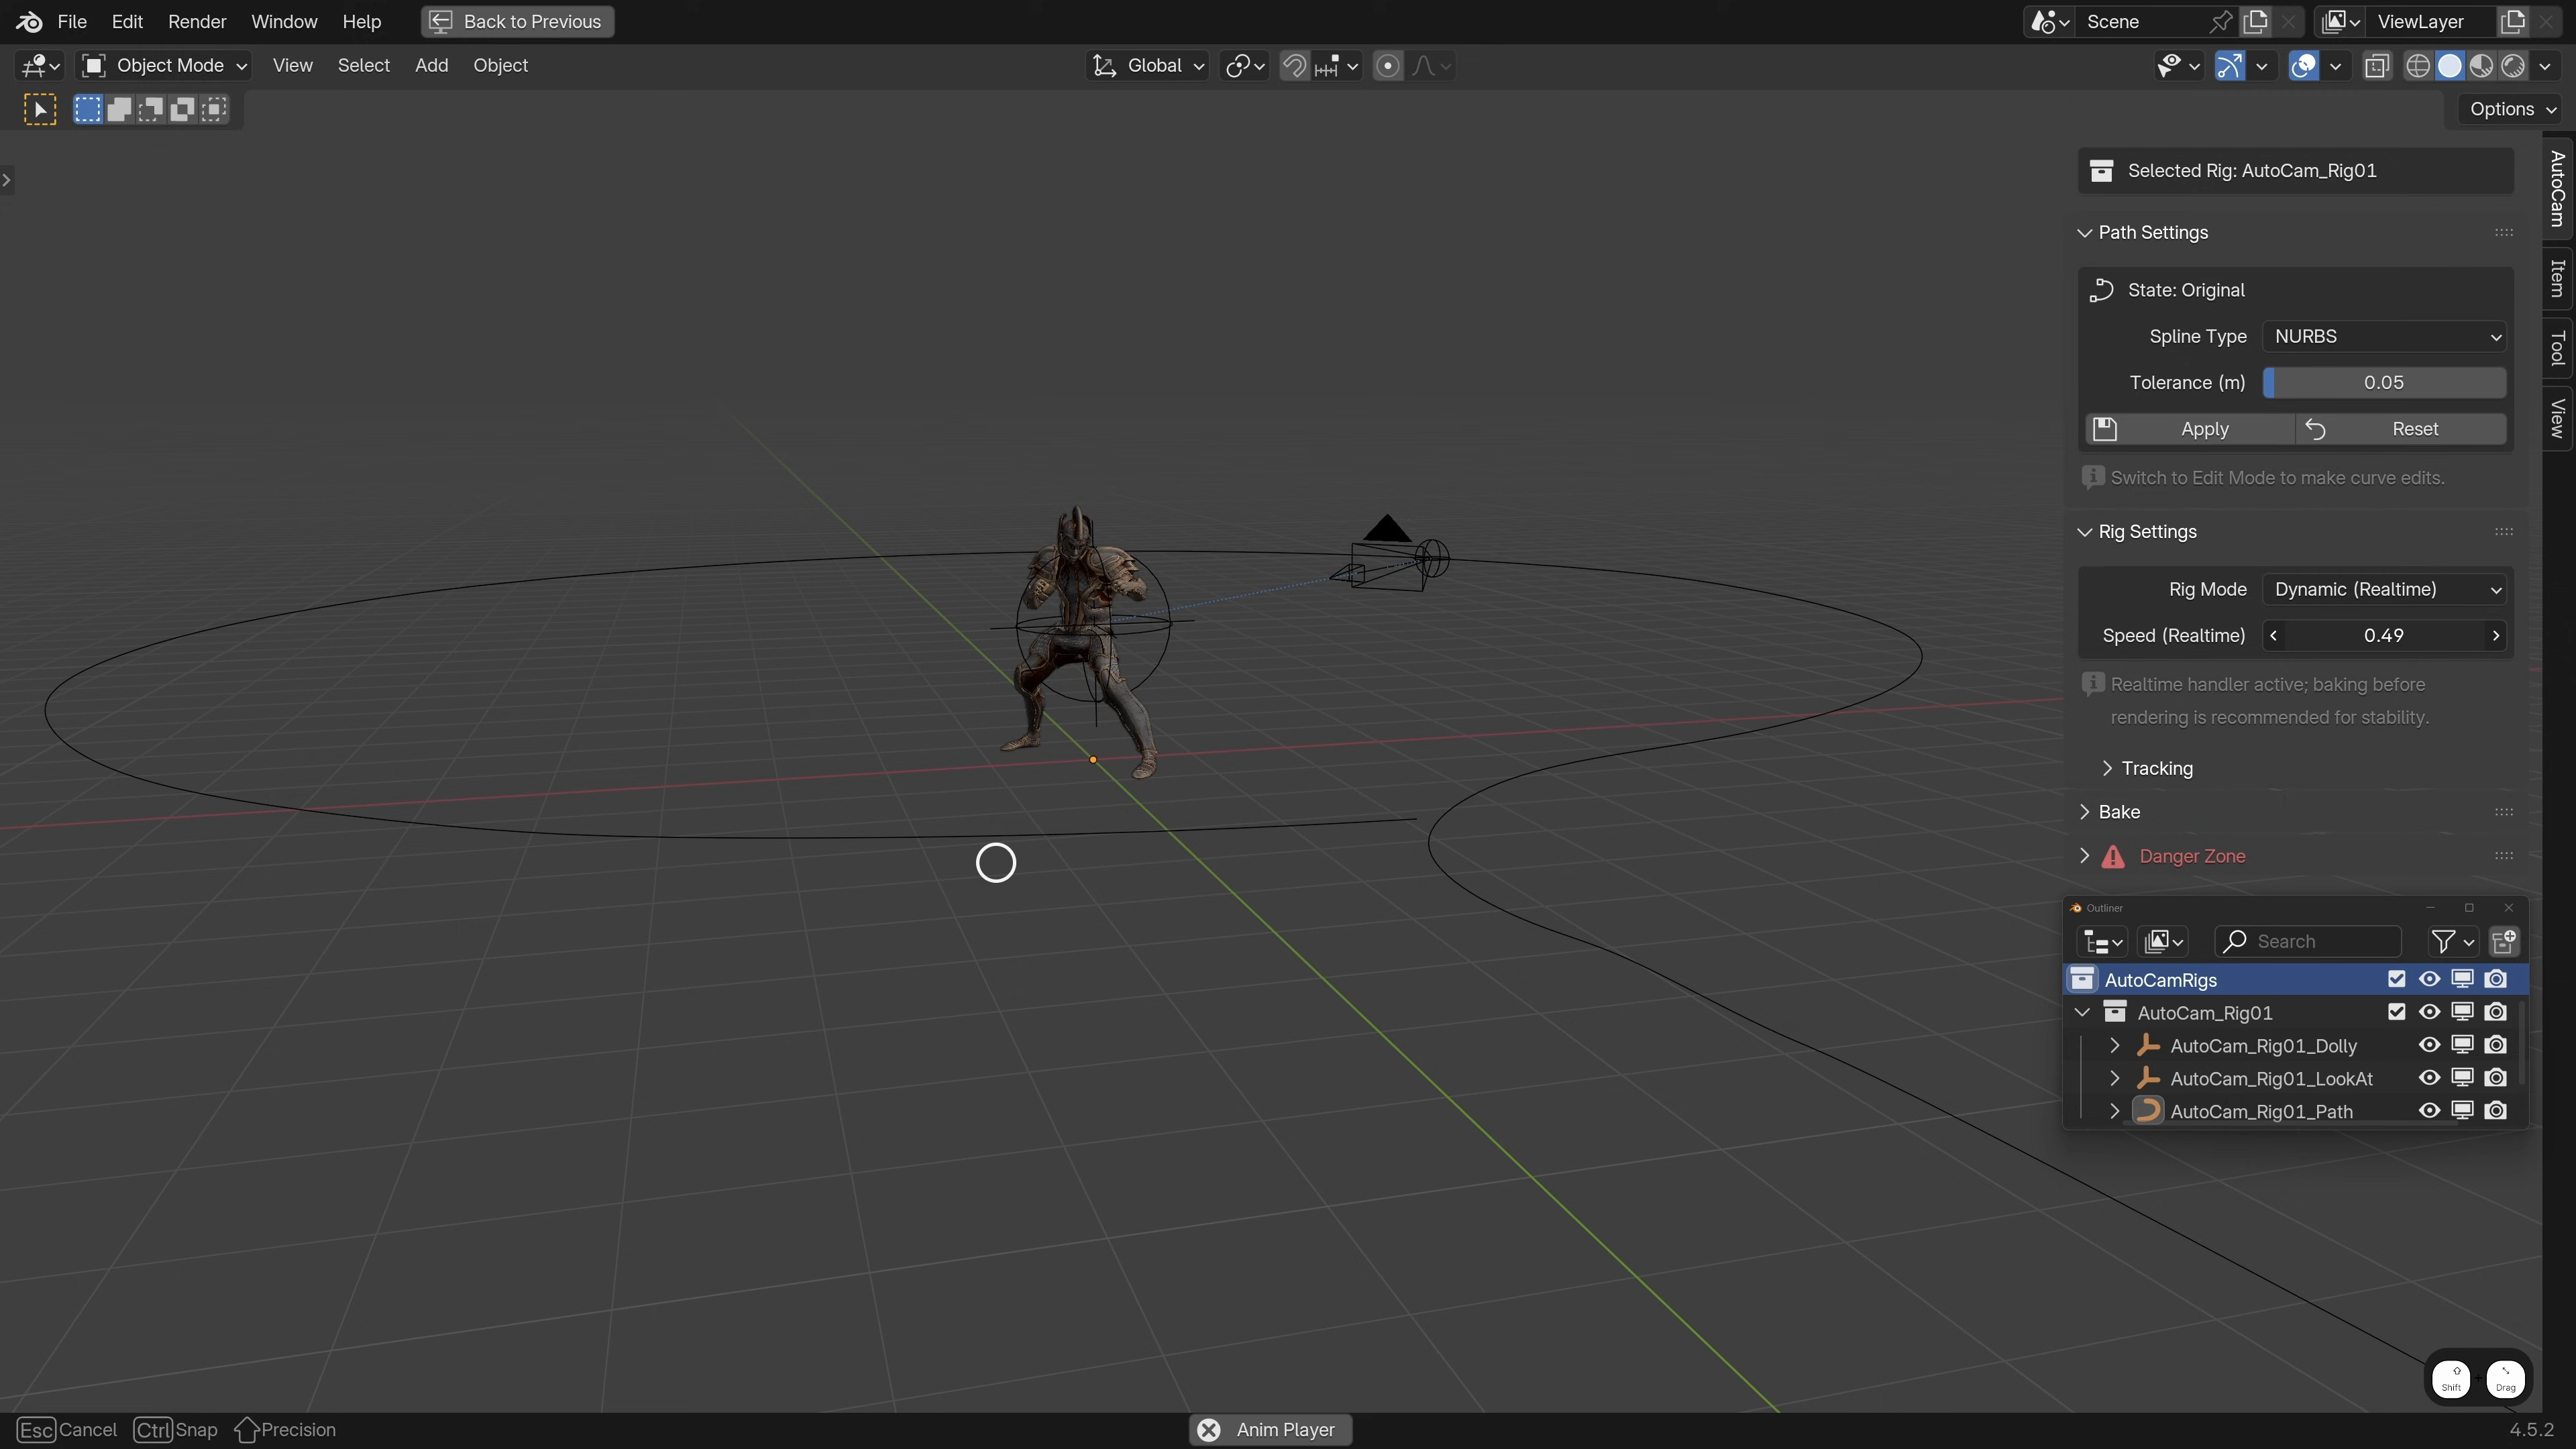 File Edit Render Window Help Back to Previous Scene ViewLayer
Object Mode View Select Add Object Global
Options
Selected Rig: AutoCam_Rig01
AutoCam
Path Settings
Item
State: Original
Spline Type NURBS
Tool
Tolerance (m) 0.05
Apply Reset
View
Switch to Edit Mode to make curve edits.
Rig Settings
Rig Mode Dynamic (Realtime)
Speed (Realtime) 0.49
Realtime handler active; baking before
rendering is recommended for stability.
Tracking
Bake
Danger Zone
Outliner
Search
AutoCamRigs
AutoCam_Rig01
AutoCam_Rig01_Dolly
AutoCam_Rig01_LookAt
AutoCam_Rig01_Path
Shift Drag
Esc Cancel Ctrl Snap Precision Anim Player 4.5.2